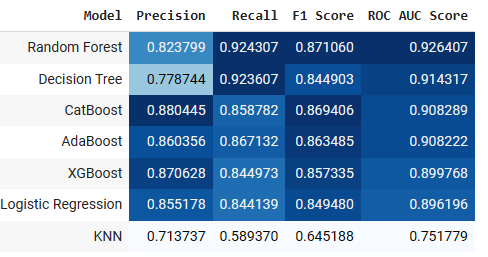 Model Precision Recall F1 Score ROC AUC Score
Random Forest 0.823799 0.924307 0.871060 0.926407
Decision Tree 0.778744 0.923607 0.844903 0.914317
CatBoost 0.880445 0.858782 0.869406 0.908289
AdaBoost 0.860356 0.867132 0.863485 0.908222
XGBoost 0.870628 0.844973 0.857335 0.899768
Logistic Regression 0.855178 0.844139 0.849480 0.896196
KNN 0.713737 0.589370 0.645188 0.751779